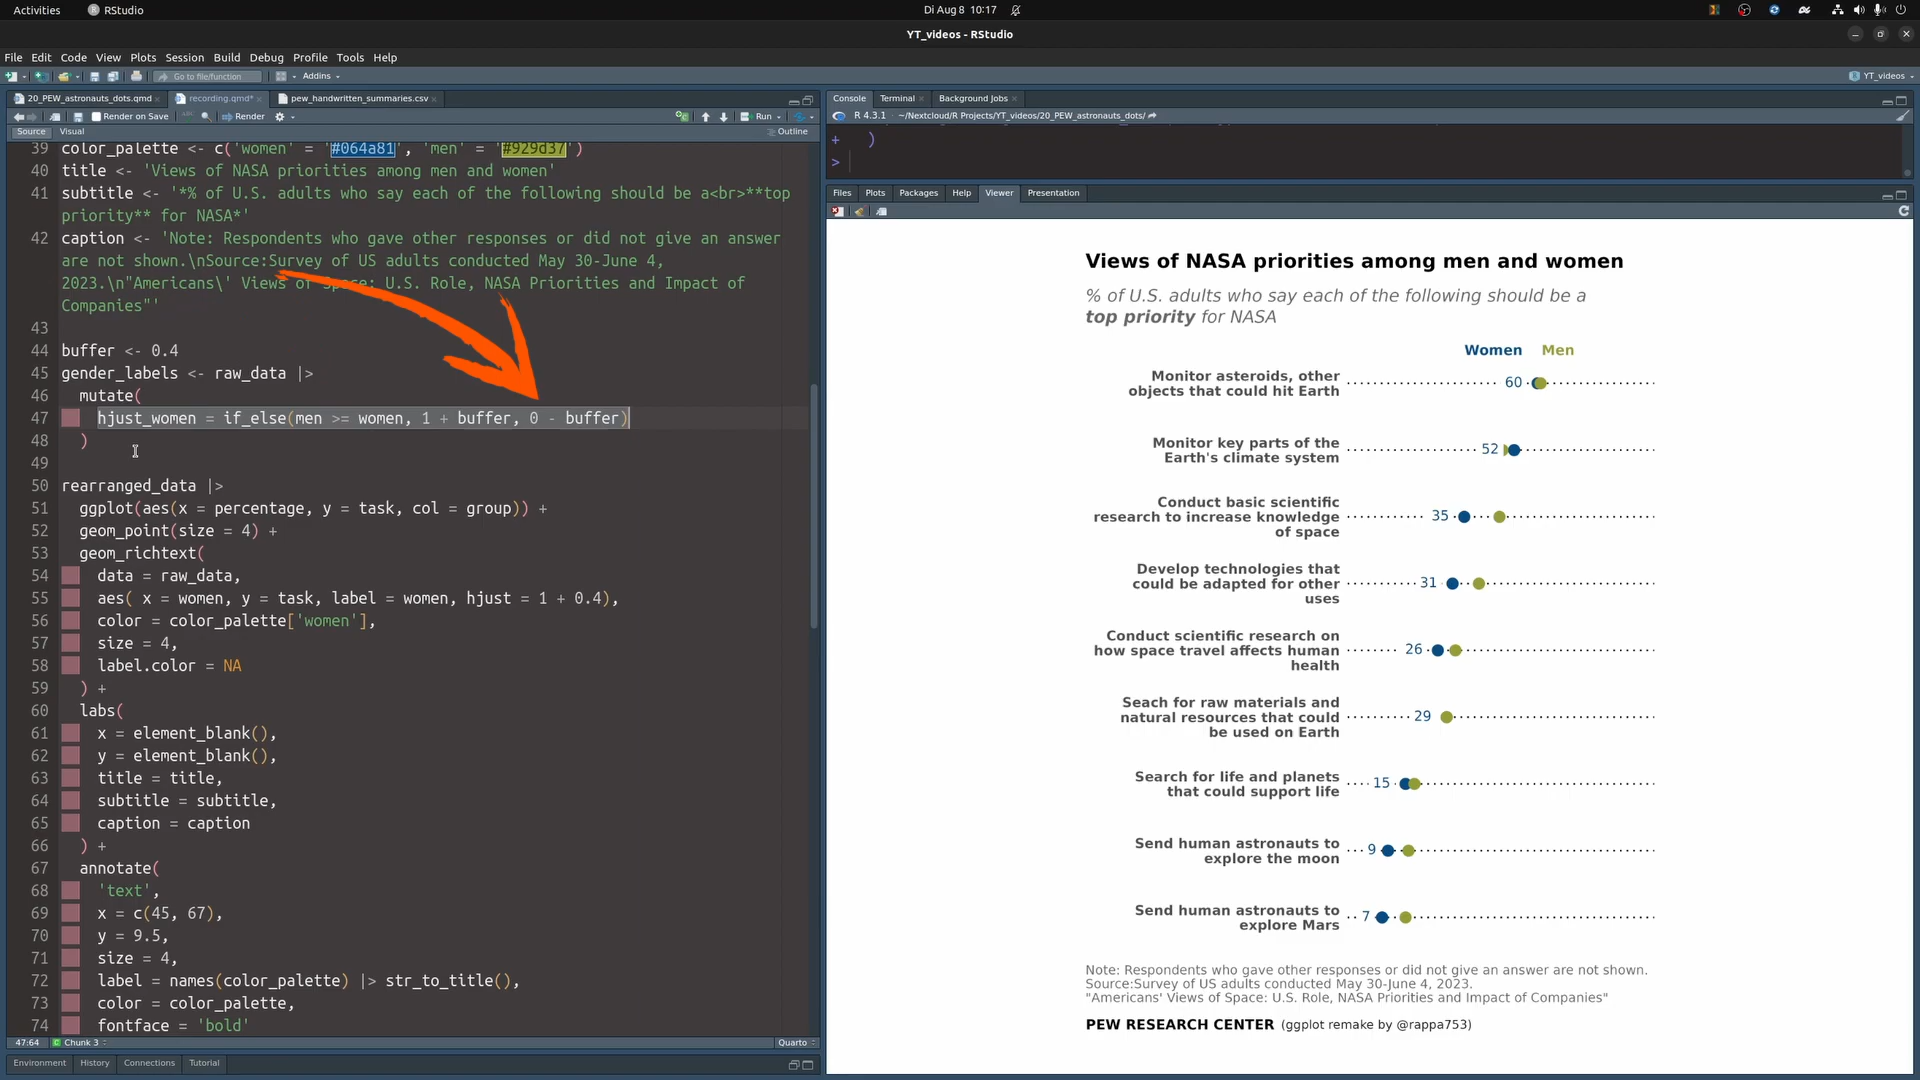 Activities RStudio Di Aug 8 10:17
YT_videos - RStudio
File Edit Code View Plots Session Build Debug Profile Tools Help
Go to file/function Addins YT_videos
20_PEW_astronauts_dots.qmd recording.qmd* pew_handwritten_summaries.csv
Render on Save Render Run
Source Visual Outline
39 color_palette <- c('women' = '#064a81', 'men' = '#929d37')
40 title <- 'Views of NASA priorities among men and women'
41 subtitle <- '*% of U.S. adults who say each of the following should be a<br>**top
priority** for NASA*'
42 caption <- 'Note: Respondents who gave other responses or did not give an answer
are not shown.\nSource:Survey of US adults conducted May 30-June 4,
2023.\n"Americans\' Views of Space: U.S. Role, NASA Priorities and Impact of
Companies"'
43
44 buffer <- 0.4
45 gender_labels <- raw_data |>
46 mutate(
47 hjust_women = if_else(men >= women, 1 + buffer, 0 - buffer)
48 )
49
50 rearranged_data |>
51 ggplot(aes(x = percentage, y = task, col = group)) +
52 geom_point(size = 4) +
53 geom_richtext(
54 data = raw_data,
55 aes( x = women, y = task, label = women, hjust = 1 + 0.4),
56 color = color_palette['women'],
57 size = 4,
58 label.color = NA
59 ) +
60 labs(
61 x = element_blank(),
62 y = element_blank(),
63 title = title,
64 subtitle = subtitle,
65 caption = caption
66 ) +
67 annotate(
68 'text',
69 x = c(45, 67),
70 y = 9.5,
71 size = 4,
72 label = names(color_palette) |> str_to_title(),
73 color = color_palette,
74 fontface = 'bold'
47:64 Chunk 3 Quarto
Environment History Connections Tutorial
Console Terminal Background Jobs
R 4.3.1 · ~/Nextcloud/R Projects/YT_videos/20_PEW_astronauts_dots/
+ )
>
Files Plots Packages Help Viewer Presentation
Views of NASA priorities among men and women
% of U.S. adults who say each of the following should be a
top priority for NASA
Women Men
Monitor asteroids, other
objects that could hit Earth
60
Monitor key parts of the
Earth's climate system
52
Conduct basic scientific
research to increase knowledge
of space
35
Develop technologies that
could be adapted for other
uses
31
Conduct scientific research on
how space travel affects human
health
26
Seach for raw materials and
natural resources that could
be used on Earth
29
Search for life and planets
that could support life
15
Send human astronauts to
explore the moon
9
Send human astronauts to
explore Mars
7
Note: Respondents who gave other responses or did not give an answer are not shown.
Source:Survey of US adults conducted May 30-June 4, 2023.
"Americans' Views of Space: U.S. Role, NASA Priorities and Impact of Companies"
PEW RESEARCH CENTER (ggplot remake by @rappa753)